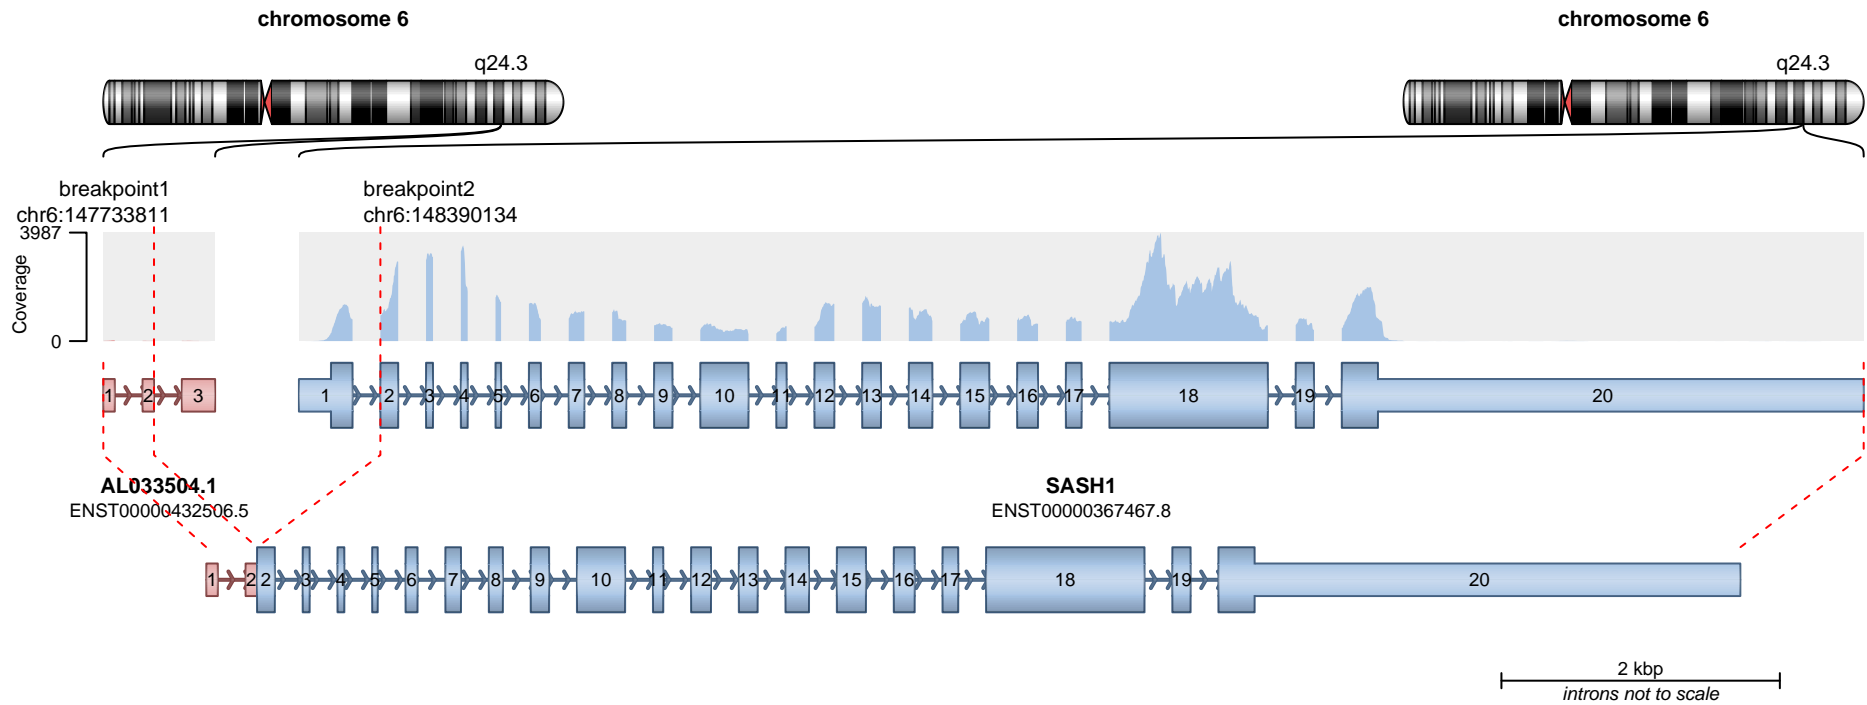 chromosome 6
chromosome 6
q24.3
q24.3
breakpoint1
chr6:147733811
breakpoint2
chr6:148390134
3987
Coverage
0
1 2 3
1 2 3 4 5 6 7 8 9 10 11 12 13 14 15 16 17 18 19 20
AL033504.1
ENST00000432506.5
SASH1
ENST00000367467.8
1 2 2 3 4 5 6 7 8 9 10 11 12 13 14 15 16 17 18 19 20
2 kbp
introns not to scale